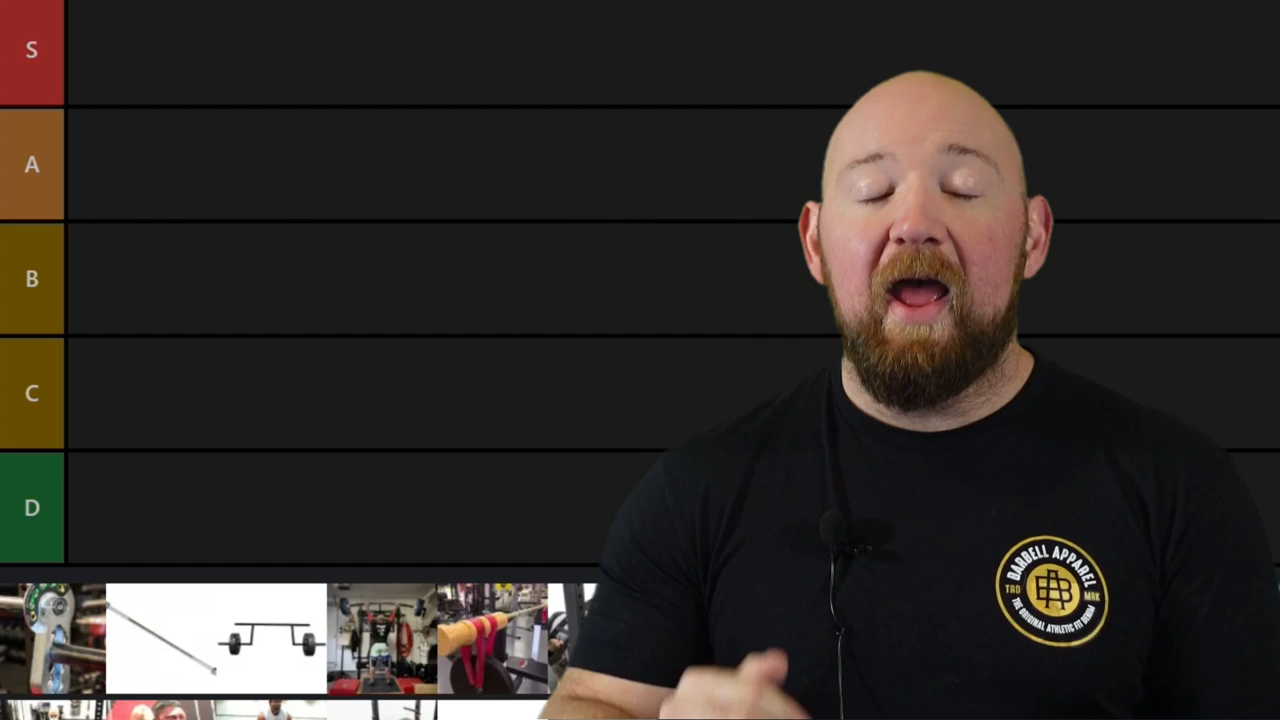 S
A
B
C
D
BARBELL APPAREL
TRD MRK
THE ORIGINAL ATHLETIC FIT DENIM